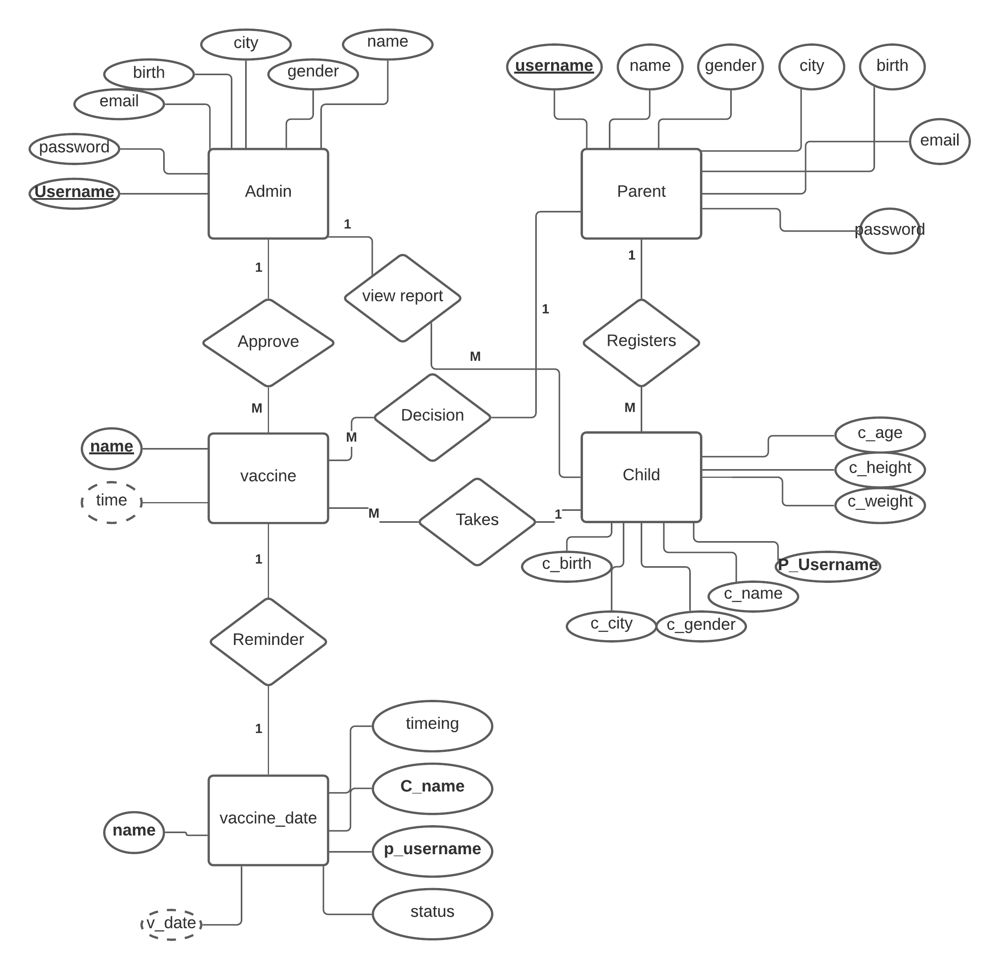 city
name
birth
gender
email
password
Username
Admin
username
name
gender
city
birth
email
Parent
password
1
1
1
view report
1
Approve
Registers
M
M
M
Decision
M
name
time
vaccine
Child
c_age
c_height
c_weight
M
Takes
1
c_birth
P_Username
c_name
c_city
c_gender
1
Reminder
1
timeing
C_name
vaccine_date
name
p_username
status
v_date